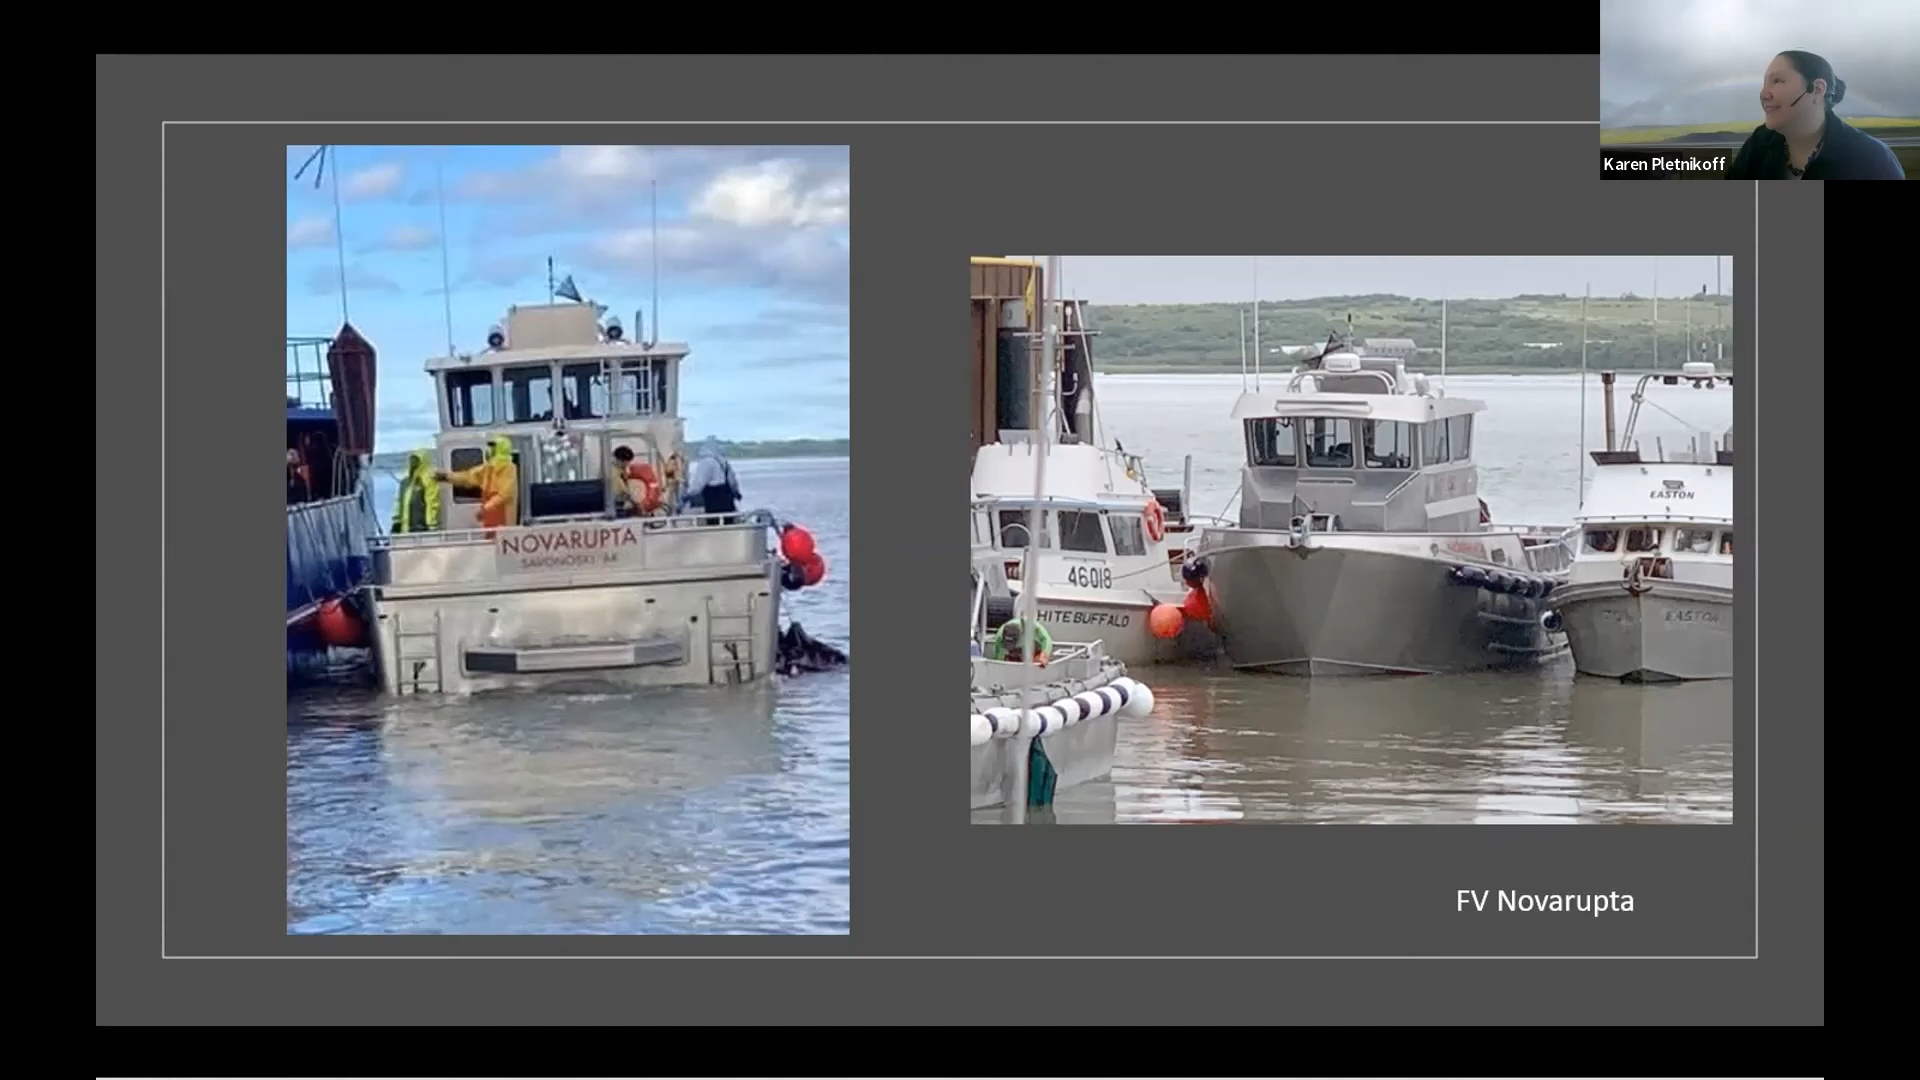 Karen Pletnikoff
NOVARUPTA
SAVONOSKI AK
46018
HITE BUFFALO
EASTON
EASTON
FV Novarupta